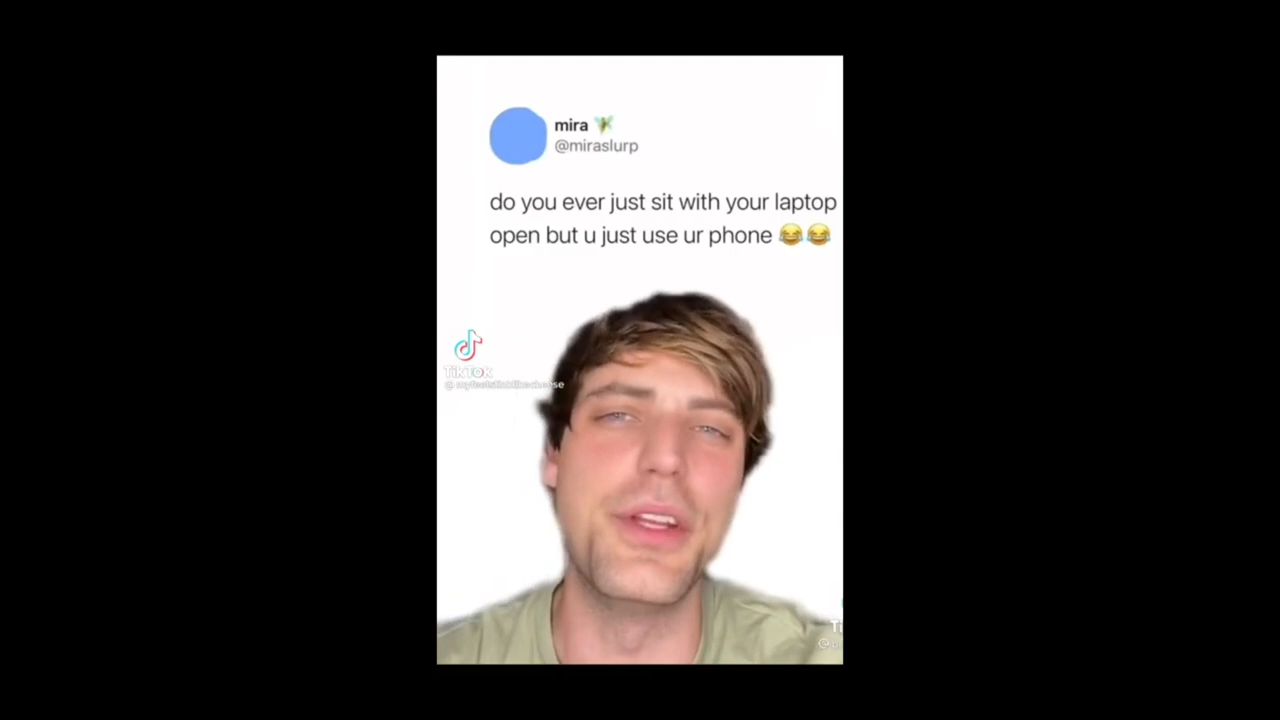 mira 🧚
@miraslurp
do you ever just sit with your laptop
open but u just use ur phone 😂😂
TikTok